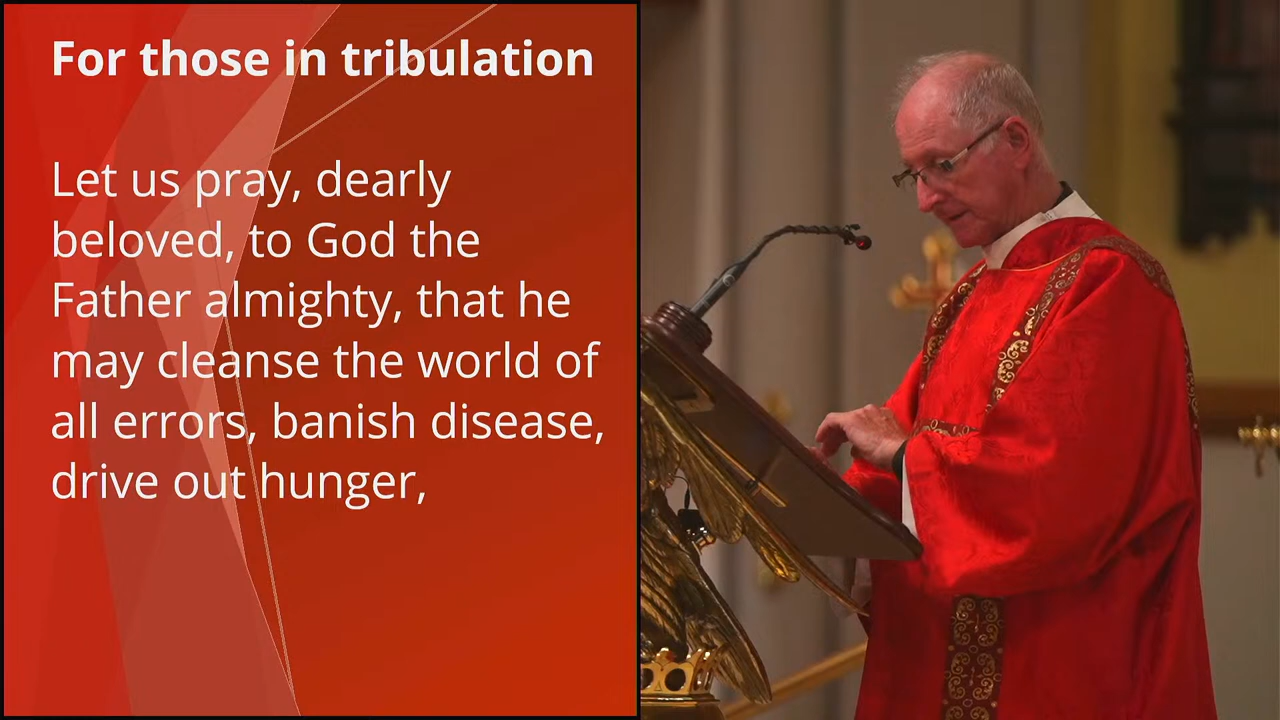 For those in tribulation
Let us pray, dearly
beloved, to God the
Father almighty, that he
may cleanse the world of
all errors, banish disease,
drive out hunger,